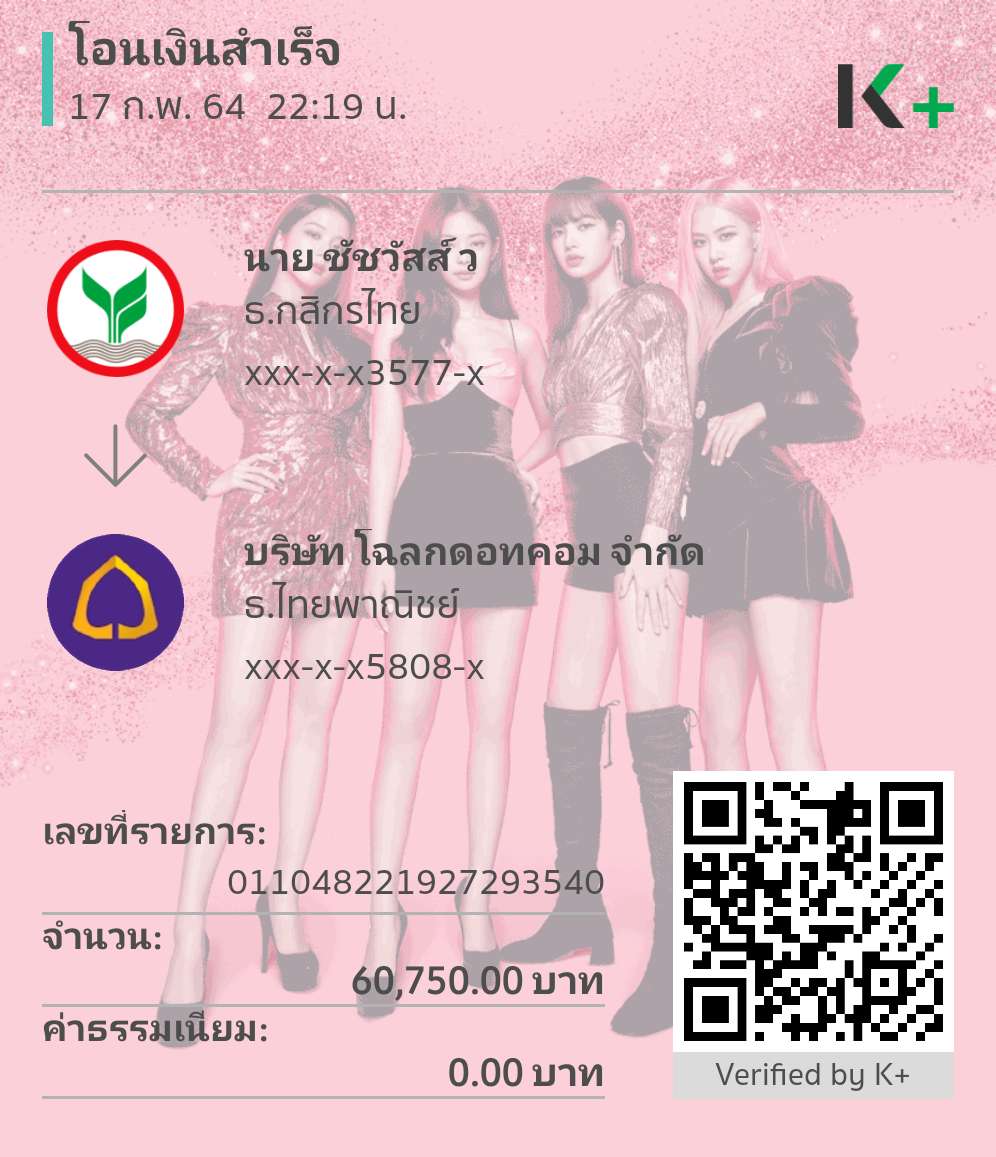 โอนเงินสำเร็จ
17 ก.พ. 64 22:19 น.
K+
นาย ชัชวัสส์ ว
ธ.กสิกรไทย
xxx-x-x3577-x
บริษัท โฉลกดอทคอม จำกัด
ธ.ไทยพาณิชย์
xxx-x-x5808-x
เลขที่รายการ:
011048221927293540
จำนวน:
60,750.00 บาท
ค่าธรรมเนียม:
0.00 บาท
Verified by K+